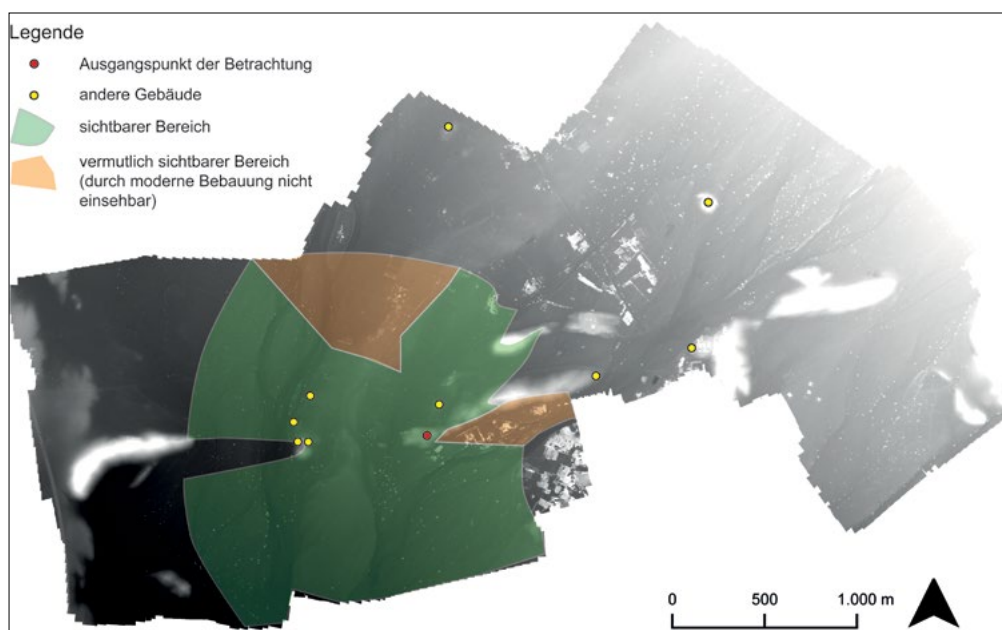 Legende
Ausgangspunkt der Betrachtung
andere Gebäude
sichtbarer Bereich
vermutlich sichtbarer Bereich
(durch moderne Bebauung nicht
einsehbar)
0 500 1.000 m